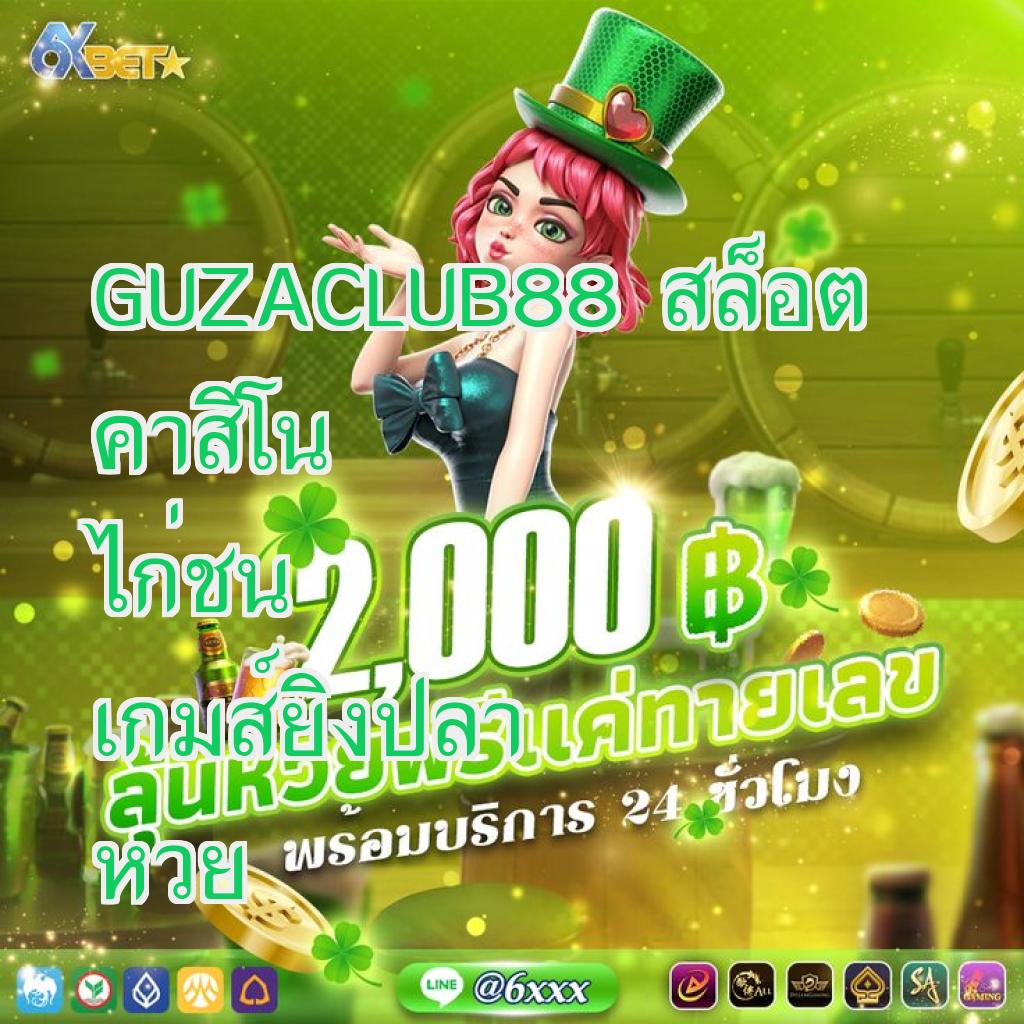 6XBET
GUZACLUB88 สล็อต
คาสิโน
ไก่ชน
2,000 ฿
เกมส์ยิงปลา
ลุ้นหวยฟรีแค่ทายเลข
พร้อมบริการ 24 ชั่วโมง
หวย
LINE @6xxx
SA
GAMING